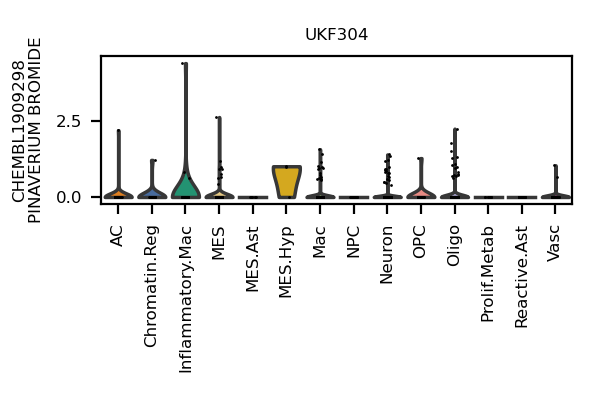 UKF304
CHEMBL1909298
PINAVERIUM BROMIDE
2.5
0.0
AC
Chromatin.Reg
Inflammatory.Mac
MES
MES.Ast
MES.Hyp
Mac
NPC
Neuron
OPC
Oligo
Prolif.Metab
Reactive.Ast
Vasc